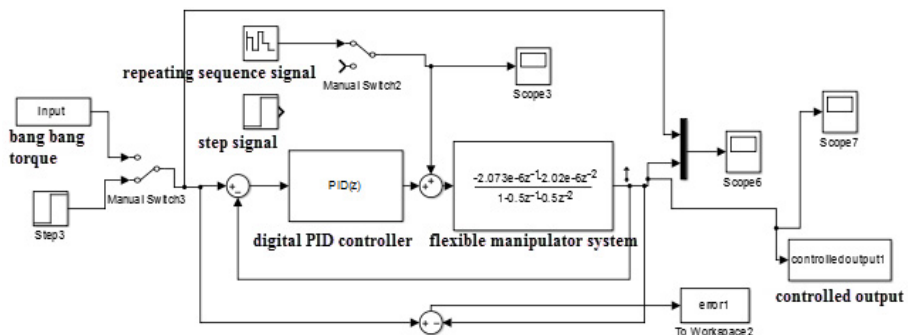 repeating sequence signal
Manual Switch2
Scope3
Input
bang bang
torque
step signal
Scope7
Scope6
Manual Switch3
Step3
PID(z)
digital PID controller
-2.073e-6z⁻¹-2.02e-6z⁻²
1-0.5z⁻¹-0.5z⁻²
flexible manipulator system
controlledoutput1
controlled output
error1
To Workspace2